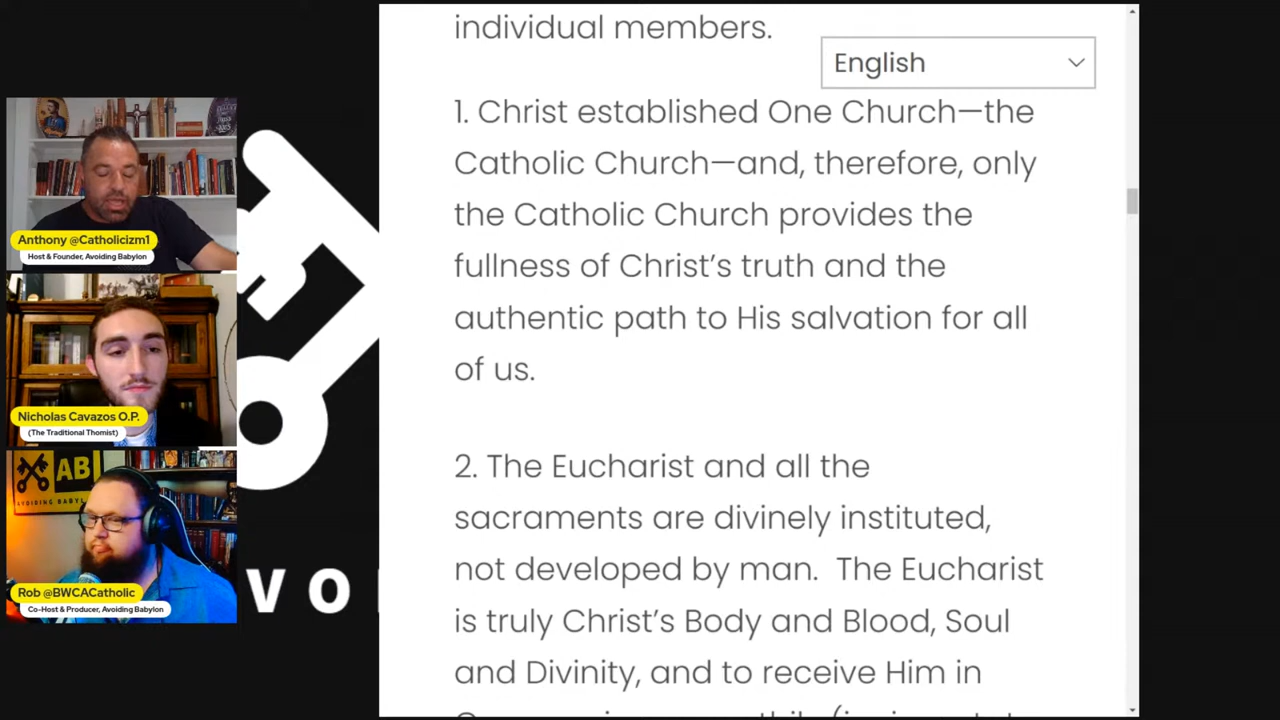 individual members.
English
1. Christ established One Church—the
Catholic Church—and, therefore, only
the Catholic Church provides the
fullness of Christ's truth and the
authentic path to His salvation for all
of us.
2. The Eucharist and all the
sacraments are divinely instituted,
not developed by man.  The Eucharist
is truly Christ's Body and Blood, Soul
and Divinity, and to receive Him in
Anthony @Catholicizm1
Host & Founder, Avoiding Babylon
Nicholas Cavazos O.P.
(The Traditional Thomist)
AB
Rob @BWCACatholic
Co-Host & Producer, Avoiding Babylon
VO